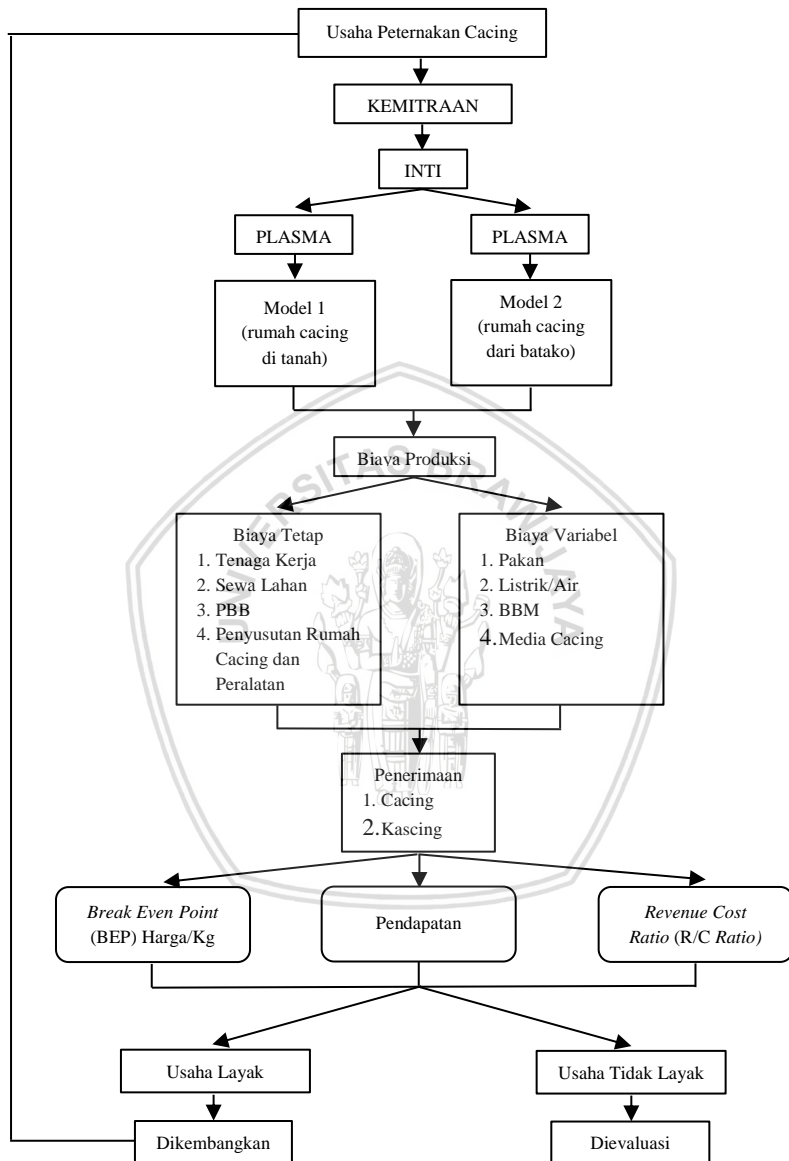 Usaha Peternakan Cacing
KEMITRAAN
INTI
PLASMA
PLASMA
Model 1
(rumah cacing
di tanah)
Model 2
(rumah cacing
dari batako)
Biaya Produksi
UNIVERSITAS BRAWIJAYA
Biaya Tetap
1. Tenaga Kerja
2. Sewa Lahan
3. PBB
4. Penyusutan Rumah
Cacing dan
Peralatan
Biaya Variabel
1. Pakan
2. Listrik/Air
3. BBM
4. Media Cacing
Penerimaan
1. Cacing
2. Kascing
Break Even Point
(BEP) Harga/Kg
Pendapatan
Revenue Cost
Ratio (R/C Ratio)
Usaha Layak
Usaha Tidak Layak
Dikembangkan
Dievaluasi